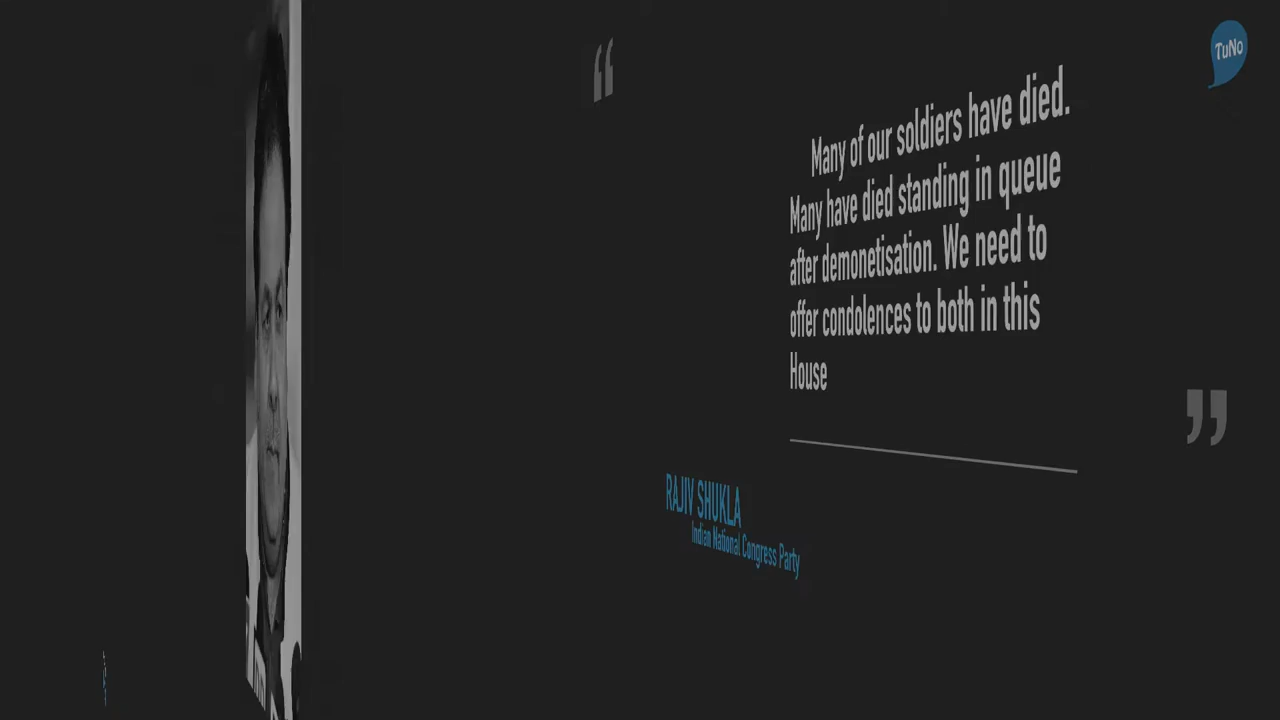 TuNo
“
Many of our soldiers have died.
Many have died standing in queue
after demonetisation. We need to
offer condolences to both in this
House
”
RAJIV SHUKLA
Indian National Congress Party